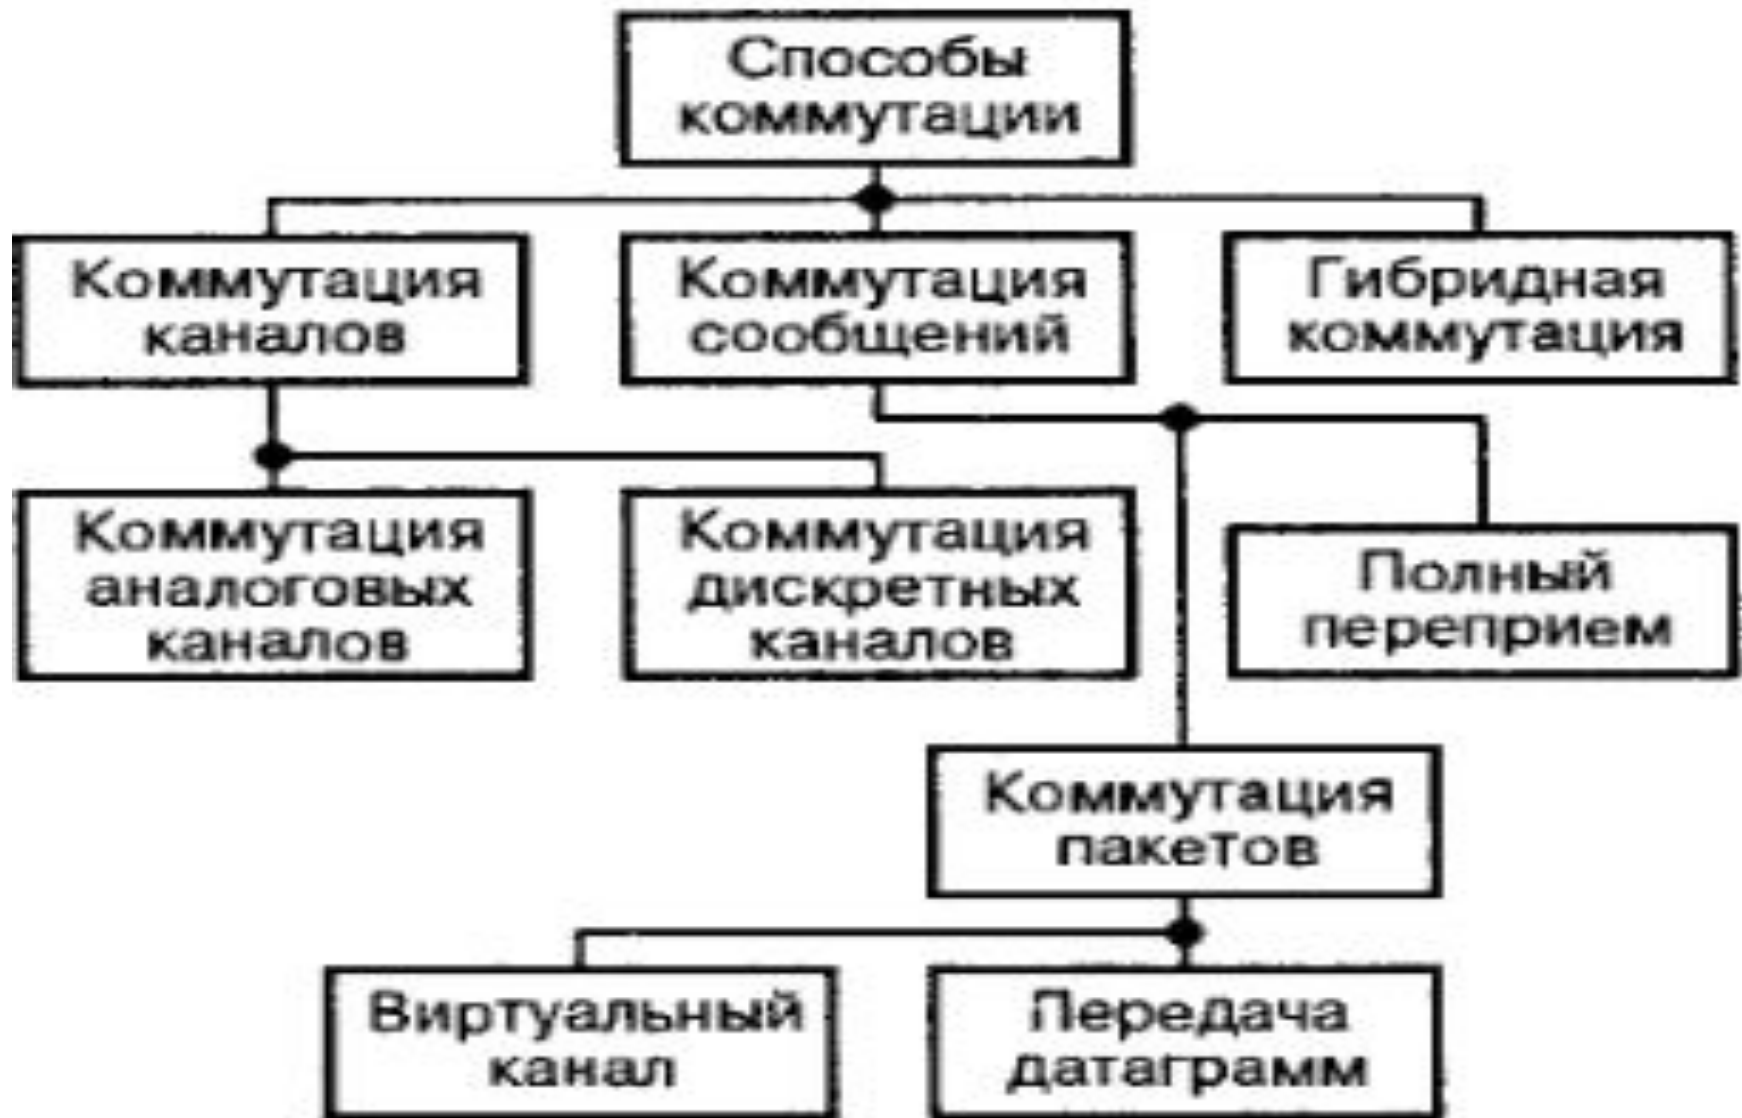 Способы
коммутации
Коммутация
каналов
Коммутация
сообщений
Гибридная
коммутация
Коммутация
аналоговых
каналов
Коммутация
дискретных
каналов
Полный
переприем
Коммутация
пакетов
Виртуальный
канал
Передача
датаграмм